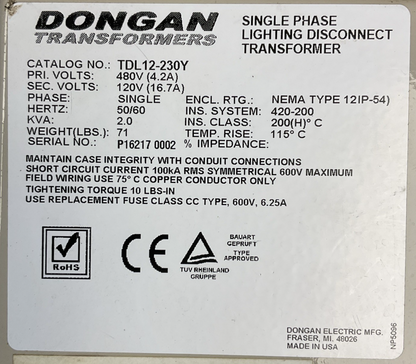 DONGAN
TRANSFORMERS
SINGLE PHASE
LIGHTING DISCONNECT
TRANSFORMER
CATALOG NO.: TDL12-230Y
PRI. VOLTS: 480V (4.2A)
SEC. VOLTS: 120V (16.7A)
PHASE: SINGLE ENCL. RTG.: NEMA TYPE 12IP-54)
HERTZ: 50/60 INS. SYSTEM: 420-200
KVA: 2.0 INS. CLASS: 200(H)° C
WEIGHT(LBS.): 71 TEMP. RISE: 115° C
SERIAL NO.: P16217 0002 % IMPEDANCE:
MAINTAIN CASE INTEGRITY WITH CONDUIT CONNECTIONS
SHORT CIRCUIT CURRENT 100kA RMS SYMMETRICAL 600V MAXIMUM
FIELD WIRING USE 75° C COPPER CONDUCTOR ONLY
TIGHTENING TORQUE 10 LBS-IN
USE REPLACEMENT FUSE CLASS CC TYPE, 600V, 6.25A
RoHS
CE
TUV RHEINLAND
GRUPPE
BAUART
GEPRUFT
TYPE
APPROVED
DONGAN ELECTRIC MFG.
FRASER, MI. 48026
MADE IN USA
NP5096